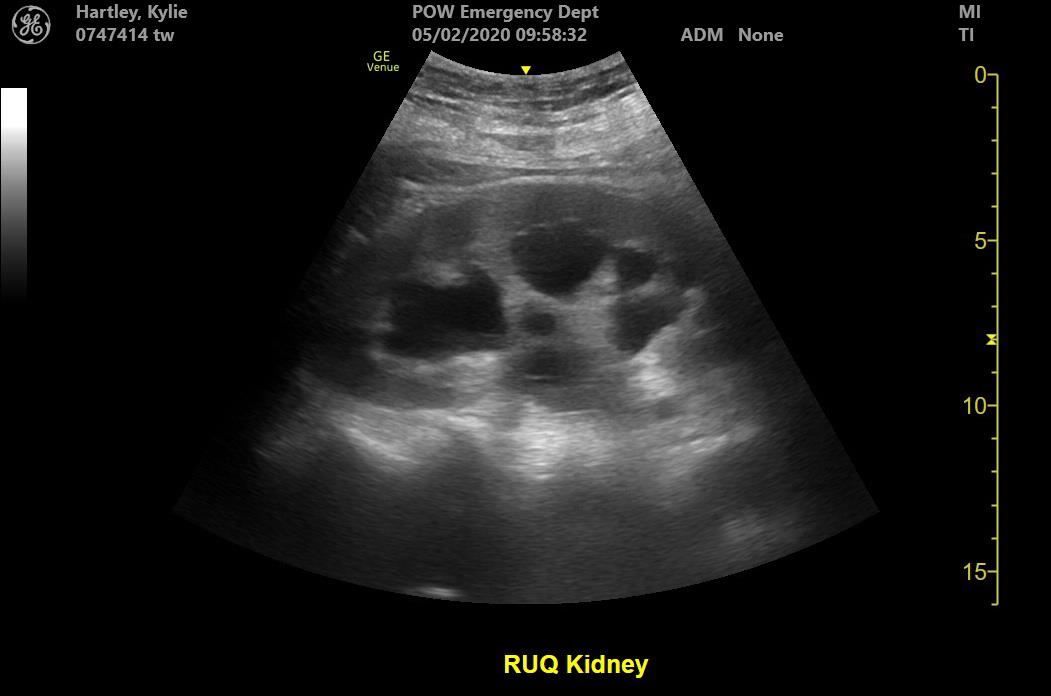 Hartley, Kylie
0747414 tw
POW Emergency Dept
05/02/2020 09:58:32
ADM None
MI
TI
GE
GE
Venue
0
5
10
15
RUQ Kidney